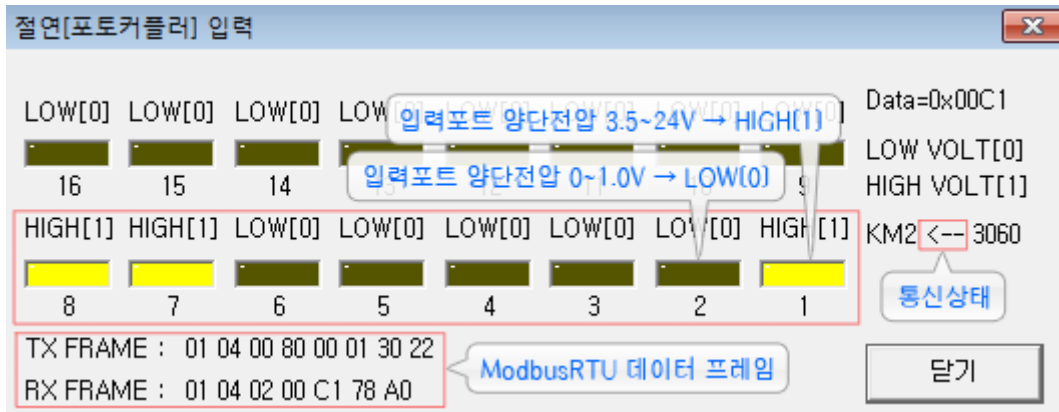 절연[포토커플러] 입력
LOW[0] LOW[0] LOW[0] LOW
입력포트 양단전압 3.5~24V → HIGH(1)
입력포트 양단전압 0~1.0V → LOW(0)
16 15 14 9
Data=0x00C1
LOW VOLT[0]
HIGH VOLT[1]
HIGH[1] HIGH[1] LOW[0] LOW[0] LOW[0] LOW[0] LOW[0] HIGH[1]
KM2 <-- 3060
통신상태
8 7 6 5 4 3 2 1
TX FRAME : 01 04 00 80 00 01 30 22
RX FRAME : 01 04 02 00 C1 78 A0
ModbusRTU 데이터 프레임
닫기